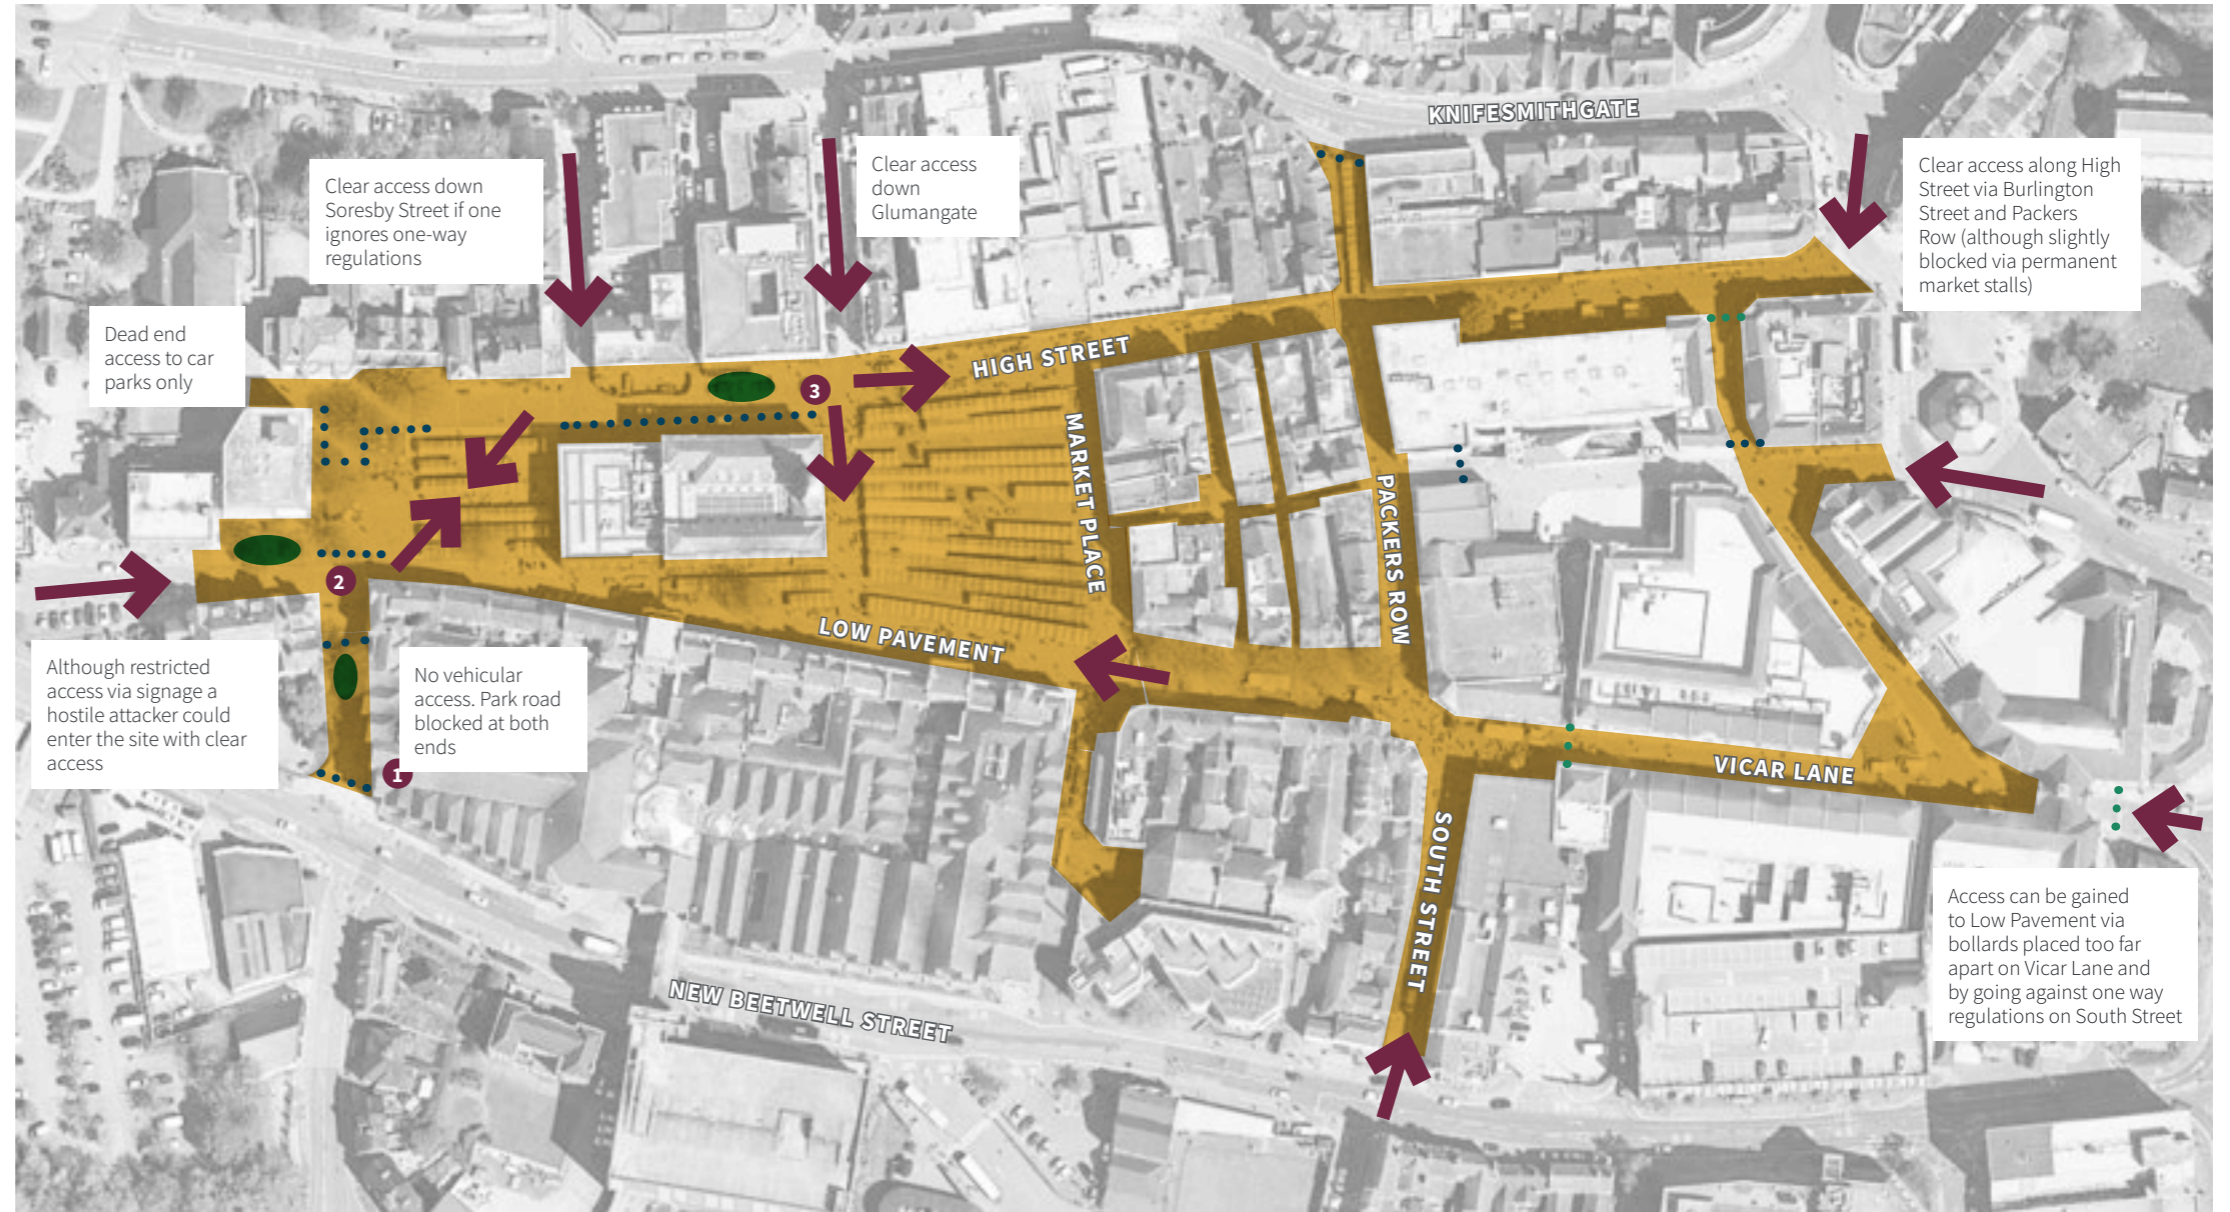 KNIFESMITHGATE
Clear access
down
Glumangate
Clear access along High
Street via Burlington
Street and Packers
Row (although slightly
blocked via permanent
market stalls)
Clear access down
Soresby Street if one
ignores one-way
regulations
Dead end
access to car
parks only
3
HIGH STREET
MARKET PLACE
PACKERS ROW
2
LOW PAVEMENT
Although restricted
access via signage a
hostile attacker could
enter the site with clear
access
No vehicular
access. Park road
blocked at both
ends
1
VICAR LANE
SOUTH STREET
Access can be gained
to Low Pavement via
bollards placed too far
apart on Vicar Lane and
by going against one way
regulations on South Street
NEW BEETWELL STREET